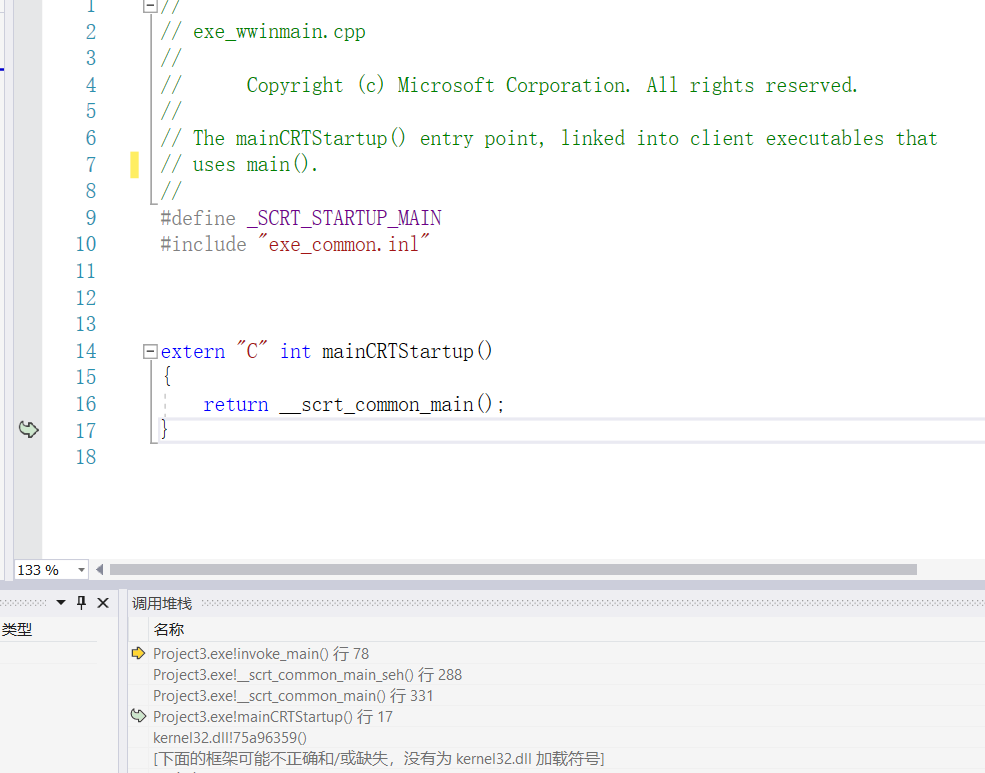 1 //
2 // exe_wwinmain.cpp
3 //
4 // Copyright (c) Microsoft Corporation. All rights reserved.
5 //
6 // The mainCRTStartup() entry point, linked into client executables that
7 // uses main().
8 //
9 #define _SCRT_STARTUP_MAIN
10 #include "exe_common.inl"
11
12
13
14 extern "C" int mainCRTStartup()
15 {
16 return __scrt_common_main();
17 }
18
133 %
类型
调用堆栈
名称
Project3.exe!invoke_main() 行 78
Project3.exe!__scrt_common_main_seh() 行 288
Project3.exe!__scrt_common_main() 行 331
Project3.exe!mainCRTStartup() 行 17
kernel32.dll!75a96359()
[下面的框架可能不正确和/或缺失，没有为 kernel32.dll 加载符号]